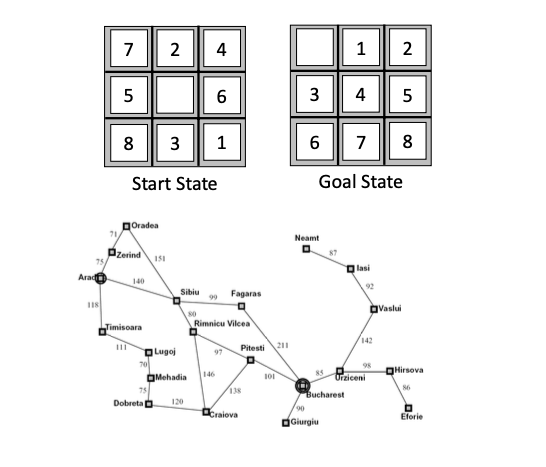 7 2 4
5 6
8 3 1
Start State
1 2
3 4 5
6 7 8
Goal State
Oradea
71
Zerind
75
151
Arad
140
Sibiu
99
Fagaras
118
80
Rimnicu Vilcea
Timisoara
111
Lugoj
70
Mehadia
75
Dobreta
120
Craiova
146
97
Pitesti
138
101
211
Bucharest
90
Giurgiu
85
Urziceni
98
Hirsova
86
Eforie
142
Vaslui
92
Iasi
87
Neamt